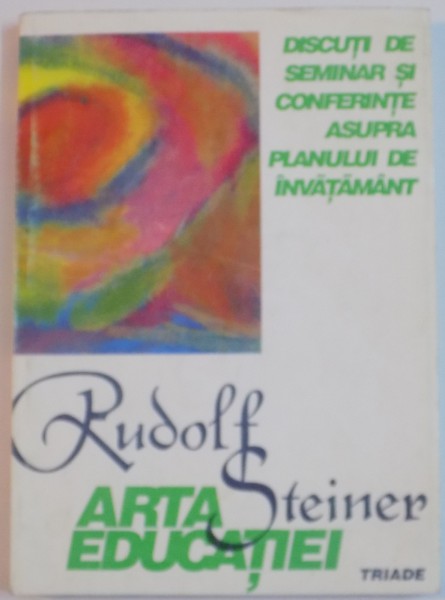 DISCUȚI DE
SEMINAR ȘI
CONFERINȚE
ASUPRA
PLANULUI DE
ÎNVĂȚĂMÂNT
Rudolf
Steiner
ARTA
EDUCAȚIEI
TRIADE